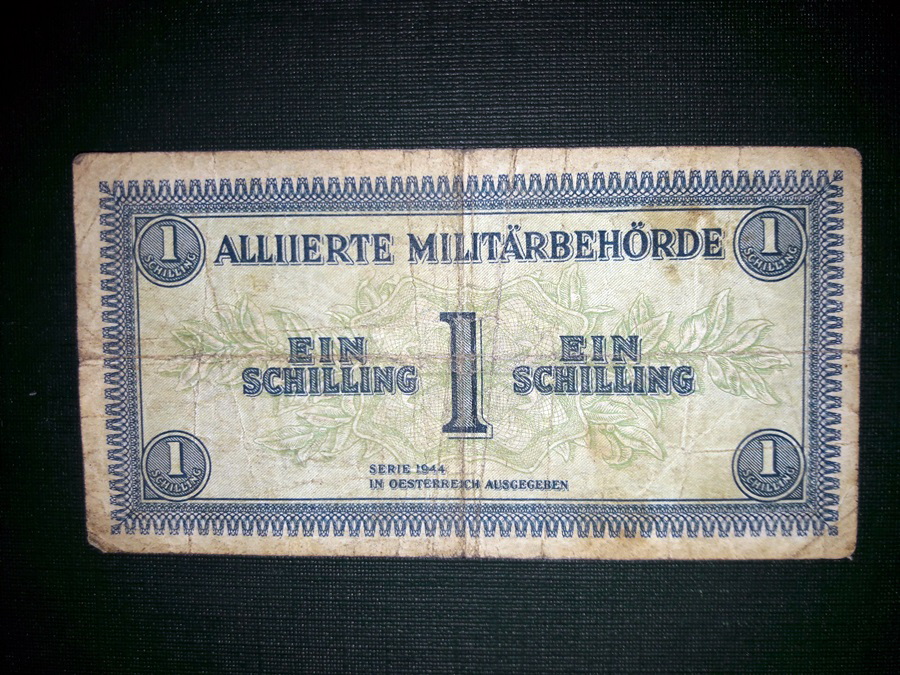 1 SCHILLING
ALLIIERTE MILITÄRBEHÖRDE
1 SCHILLING
EIN
SCHILLING
1
EIN
SCHILLING
1 SCHILLING
SERIE 1944
IN OESTERREICH AUSGEGEBEN
1 SCHILLING